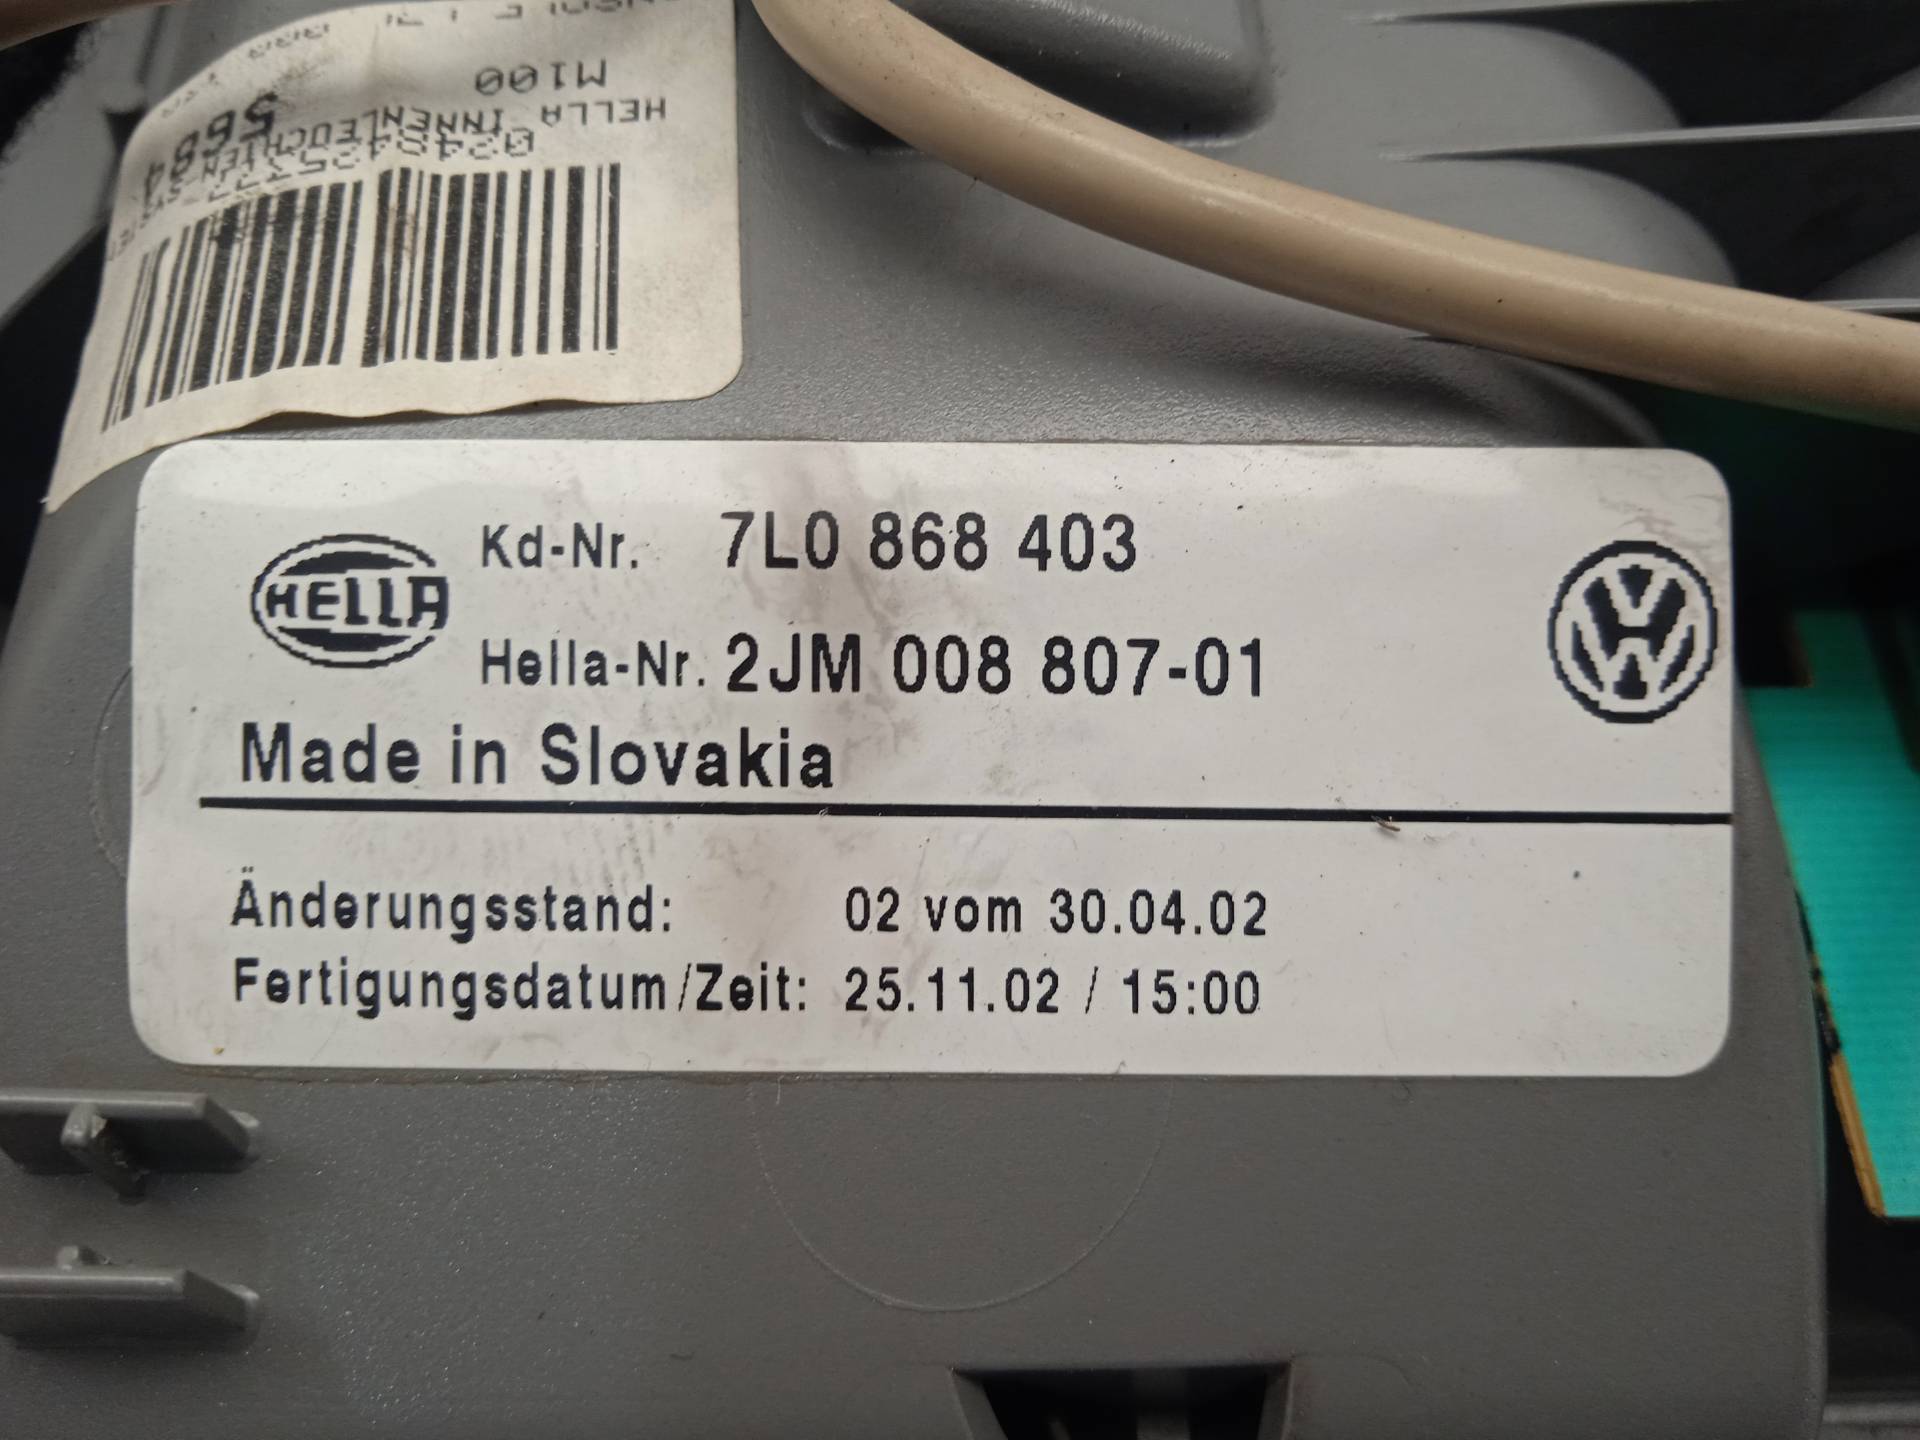 M100
HELLA INNENLEUCHTEN
5684
HELLA
Kd-Nr. 7L0 868 403
Hella-Nr. 2JM 008 807-01
Made in Slovakia
Änderungsstand: 02 vom 30.04.02
Fertigungsdatum/Zeit: 25.11.02 / 15:00